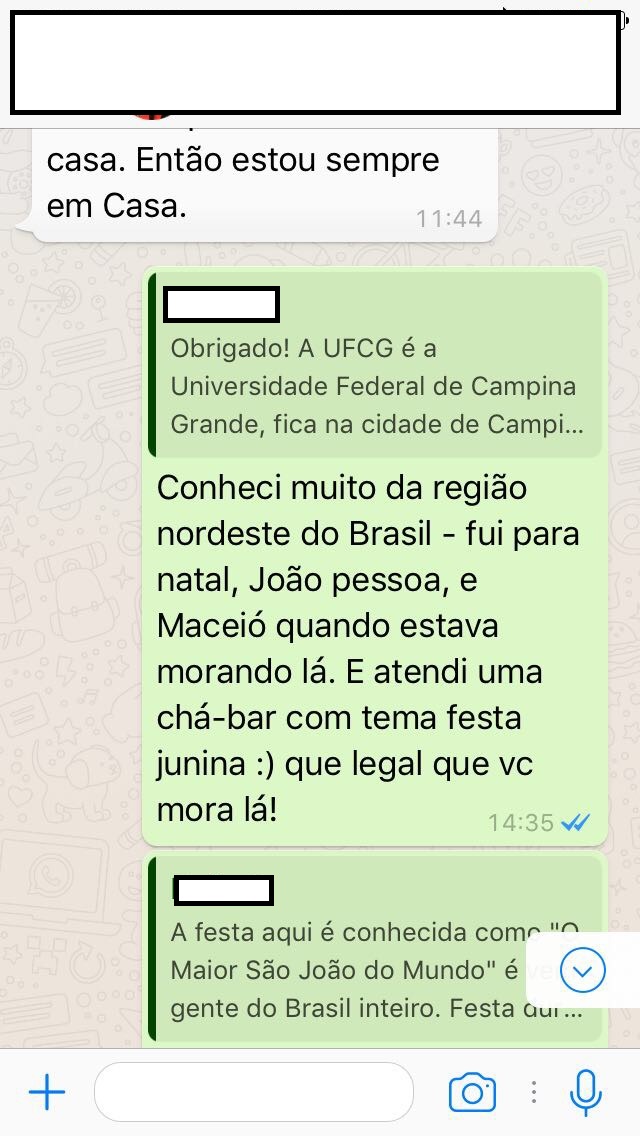 casa. Então estou sempre
em Casa.
11:44
Obrigado! A UFCG é a
Universidade Federal de Campina
Grande, fica na cidade de Campi...
Conheci muito da região
nordeste do Brasil - fui para
natal, João pessoa, e
Maceió quando estava
morando lá. E atendi uma
chá-bar com tema festa
junina :) que legal que vc
mora lá!
14:35
A festa aqui é conhecida como "O
Maior São João do Mundo" é
gente do Brasil inteiro. Festa dur...